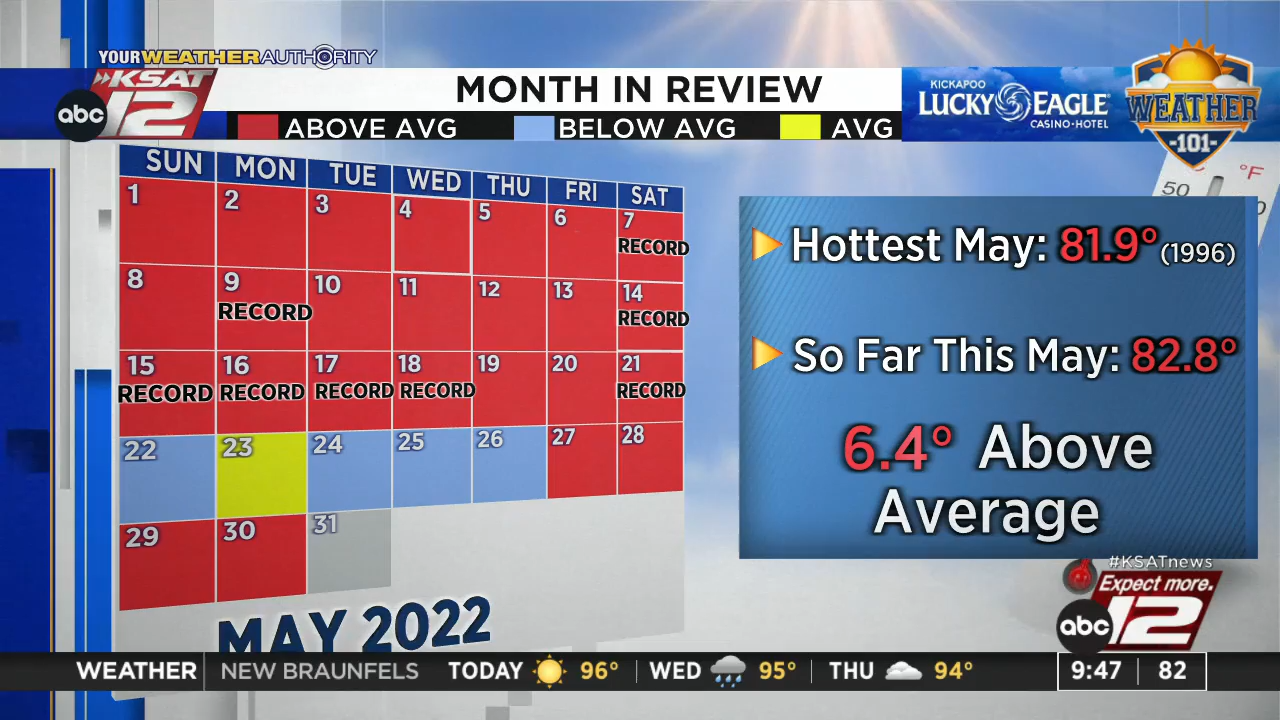 YOURWEATHERAUTHORITY
KSAT
abc 12
MONTH IN REVIEW
ABOVE AVG BELOW AVG AVG
KICKAPOO
LUCKY EAGLE
CASINO·HOTEL
WEATHER
-101-
°F
50
SUN MON TUE WED THU FRI SAT
1 2 3 4 5 6 7
RECORD
8 9 10 11 12 13 14
RECORD RECORD
15 16 17 18 19 20 21
RECORD RECORD RECORD RECORD RECORD
22 23 24 25 26 27 28
29 30 31
MAY 2022
Hottest May: 81.9° (1996)
So Far This May: 82.8°
6.4° Above
Average
#KSATnews
Expect more.
abc 12
WEATHER NEW BRAUNFELS TODAY 96° WED 95° THU 94° 9:47 82